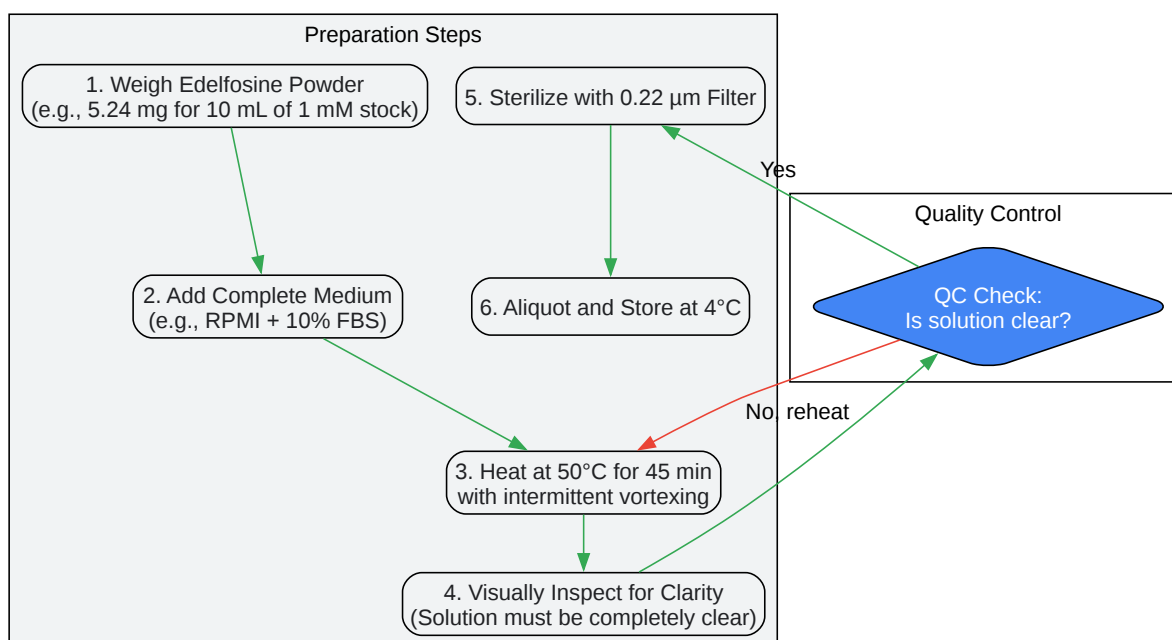 Preparation Steps
1. Weigh Edelfosine Powder
(e.g., 5.24 mg for 10 mL of 1 mM stock)
5. Sterilize with 0.22 µm Filter
Yes
Quality Control
2. Add Complete Medium
(e.g., RPMI + 10% FBS)
6. Aliquot and Store at 4°C
QC Check:
Is solution clear?
No, reheat
3. Heat at 50°C for 45 min
with intermittent vortexing
4. Visually Inspect for Clarity
(Solution must be completely clear)